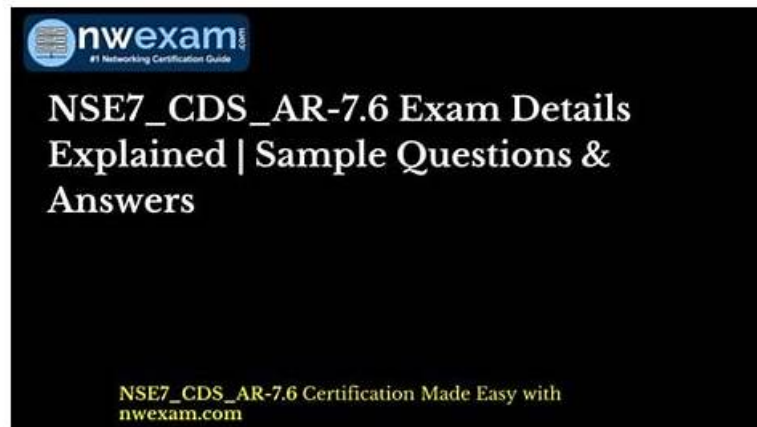 nwexam.com
#1 Networking Certification Guide
NSE7_CDS_AR-7.6 Exam Details
Explained | Sample Questions &
Answers
NSE7_CDS_AR-7.6 Certification Made Easy with
nwexam.com